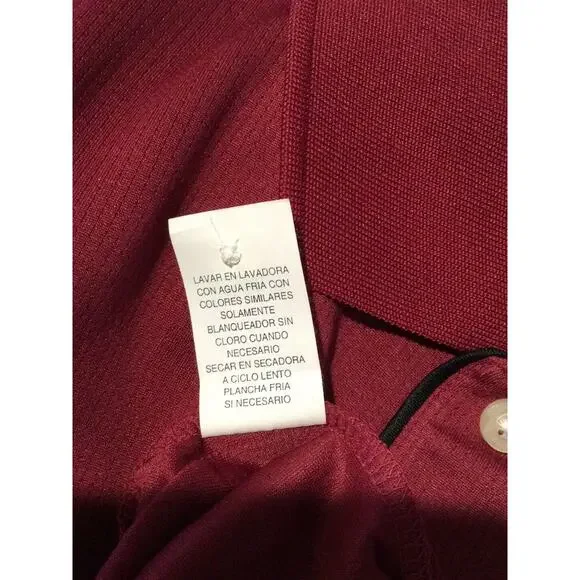 LAVAR EN LAVADORA
CON AGUA FRIA CON
COLORES SIMILARES
SOLAMENTE
BLANQUEADOR SIN
CLORO CUANDO
NECESARIO
SECAR EN SECADORA
A CICLO LENTO
PLANCHA FRIA
SI NECESARIO